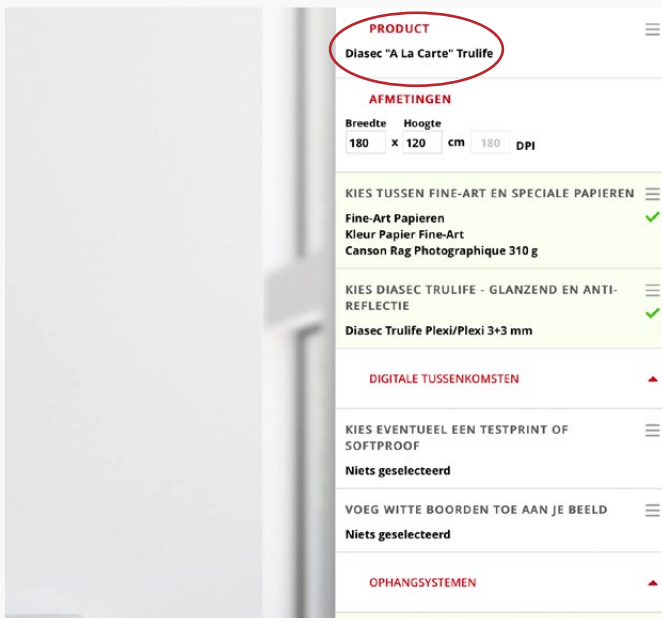 PRODUCT
Diasec "A La Carte" Trulife
AFMETINGEN
Breedte Hoogte
180 x 120 cm 180 DPI
KIES TUSSEN FINE-ART EN SPECIALE PAPIEREN
Fine-Art Papieren
Kleur Papier Fine-Art
Canson Rag Photographique 310 g
KIES DIASEC TRULIFE - GLANZEND EN ANTI-
REFLECTIE
Diasec Trulife Plexi/Plexi 3+3 mm
DIGITALE TUSSENKOMSTEN
KIES EVENTUEEL EEN TESTPRINT OF
SOFTPROOF
Niets geselecteerd
VOEG WITTE BOORDEN TOE AAN JE BEELD
Niets geselecteerd
OPHANGSYSTEMEN